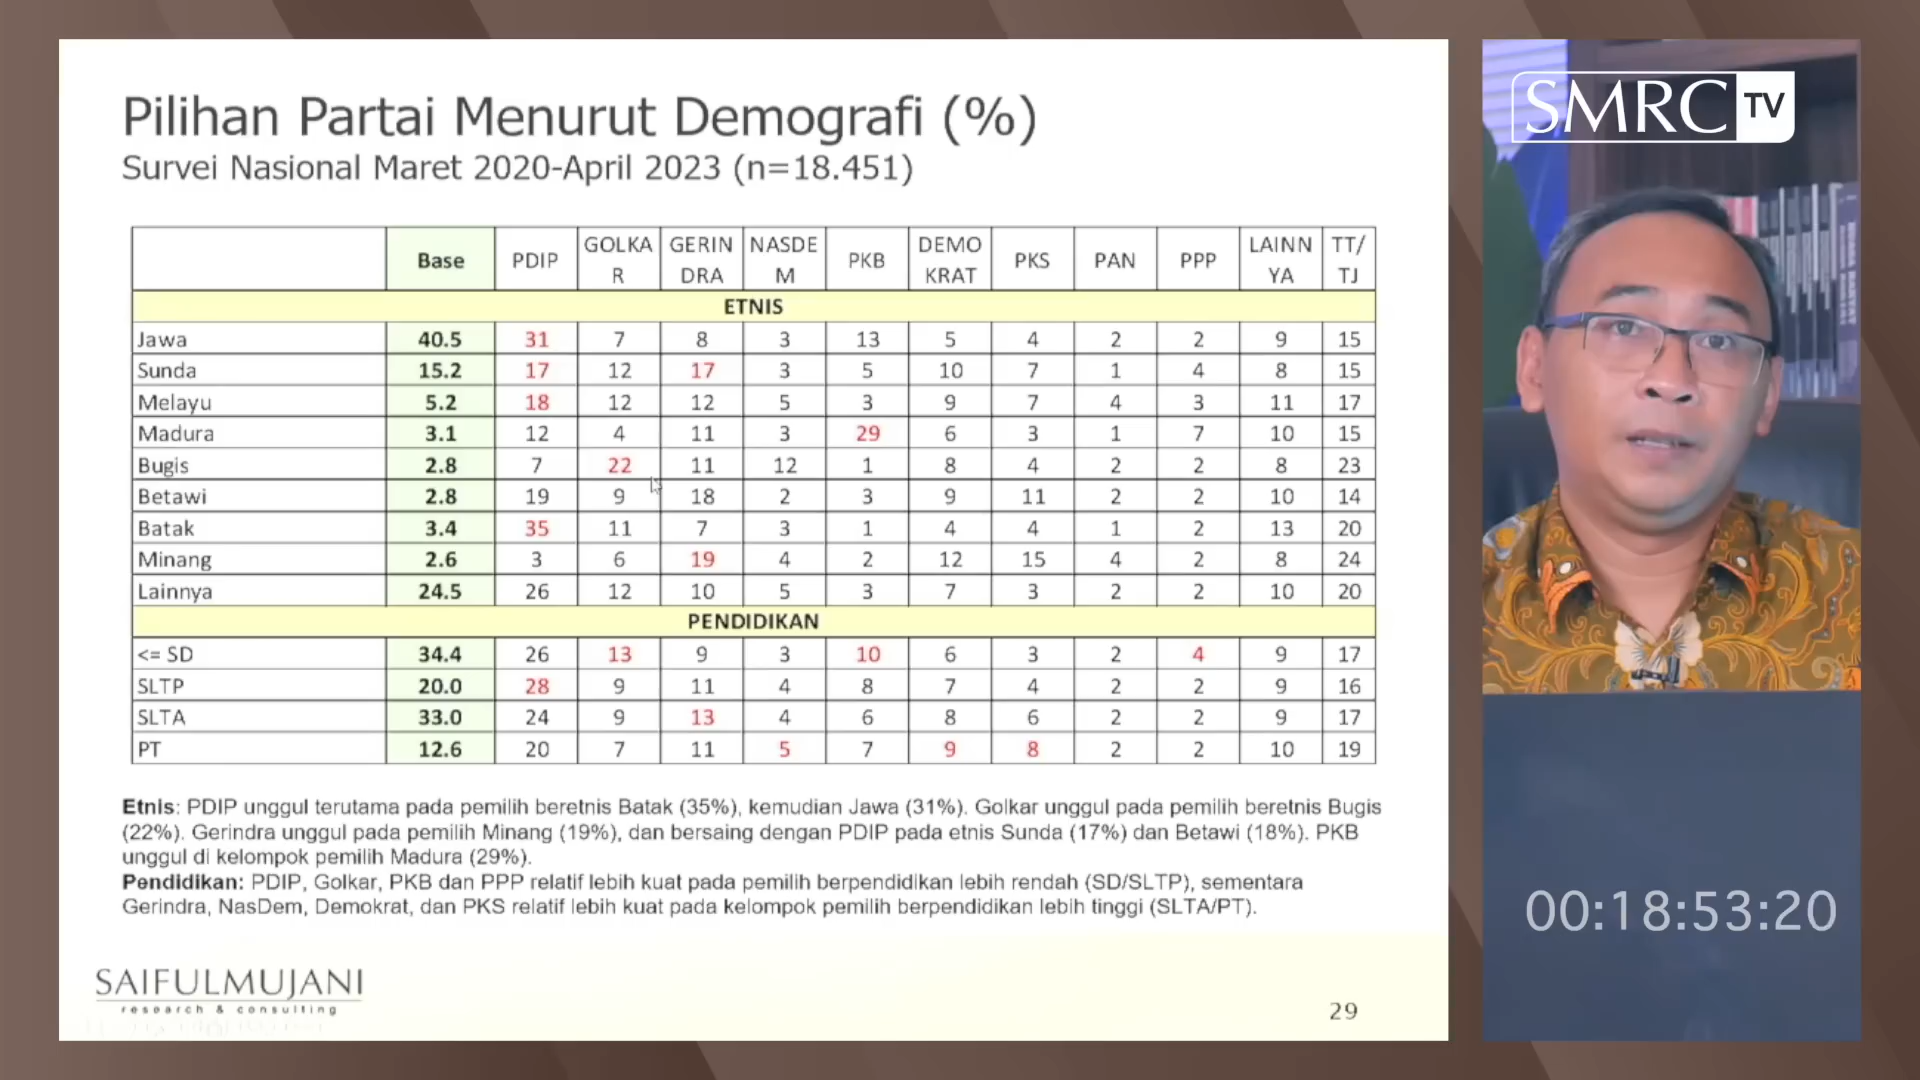 Pilihan Partai Menurut Demografi (%)
Survei Nasional Maret 2020-April 2023 (n=18.451)
Base PDIP GOLKA GERIN NASDE PKB DEMO PKS PAN PPP LAINN TT/
R DRA M KRAT YA TJ
ETNIS
Jawa 40.5 31 7 8 3 13 5 4 2 2 9 15
Sunda 15.2 17 12 17 3 5 10 7 1 4 8 15
Melayu 5.2 18 12 12 5 3 9 7 4 3 11 17
Madura 3.1 12 4 11 3 29 6 3 1 7 10 15
Bugis 2.8 7 22 11 12 1 8 4 2 2 8 23
Betawi 2.8 19 9 18 2 3 9 11 2 2 10 14
Batak 3.4 35 11 7 3 1 4 4 1 2 13 20
Minang 2.6 3 6 19 4 2 12 15 4 2 8 24
Lainnya 24.5 26 12 10 5 3 7 3 2 2 10 20
PENDIDIKAN
<= SD 34.4 26 13 9 3 10 6 3 2 4 9 17
SLTP 20.0 28 9 11 4 8 7 4 2 2 9 16
SLTA 33.0 24 9 13 4 6 8 6 2 2 9 17
PT 12.6 20 7 11 5 7 9 8 2 2 10 19
Etnis: PDIP unggul terutama pada pemilih beretnis Batak (35%), kemudian Jawa (31%). Golkar unggul pada pemilih beretnis Bugis
(22%). Gerindra unggul pada pemilih Minang (19%), dan bersaing dengan PDIP pada etnis Sunda (17%) dan Betawi (18%). PKB
unggul di kelompok pemilih Madura (29%).
Pendidikan: PDIP, Golkar, PKB dan PPP relatif lebih kuat pada pemilih berpendidikan lebih rendah (SD/SLTP), sementara
Gerindra, NasDem, Demokrat, dan PKS relatif lebih kuat pada kelompok pemilih berpendidikan lebih tinggi (SLTA/PT).
SAIFULMUJANI
research & consulting
29
SMRC TV
00:18:53:20